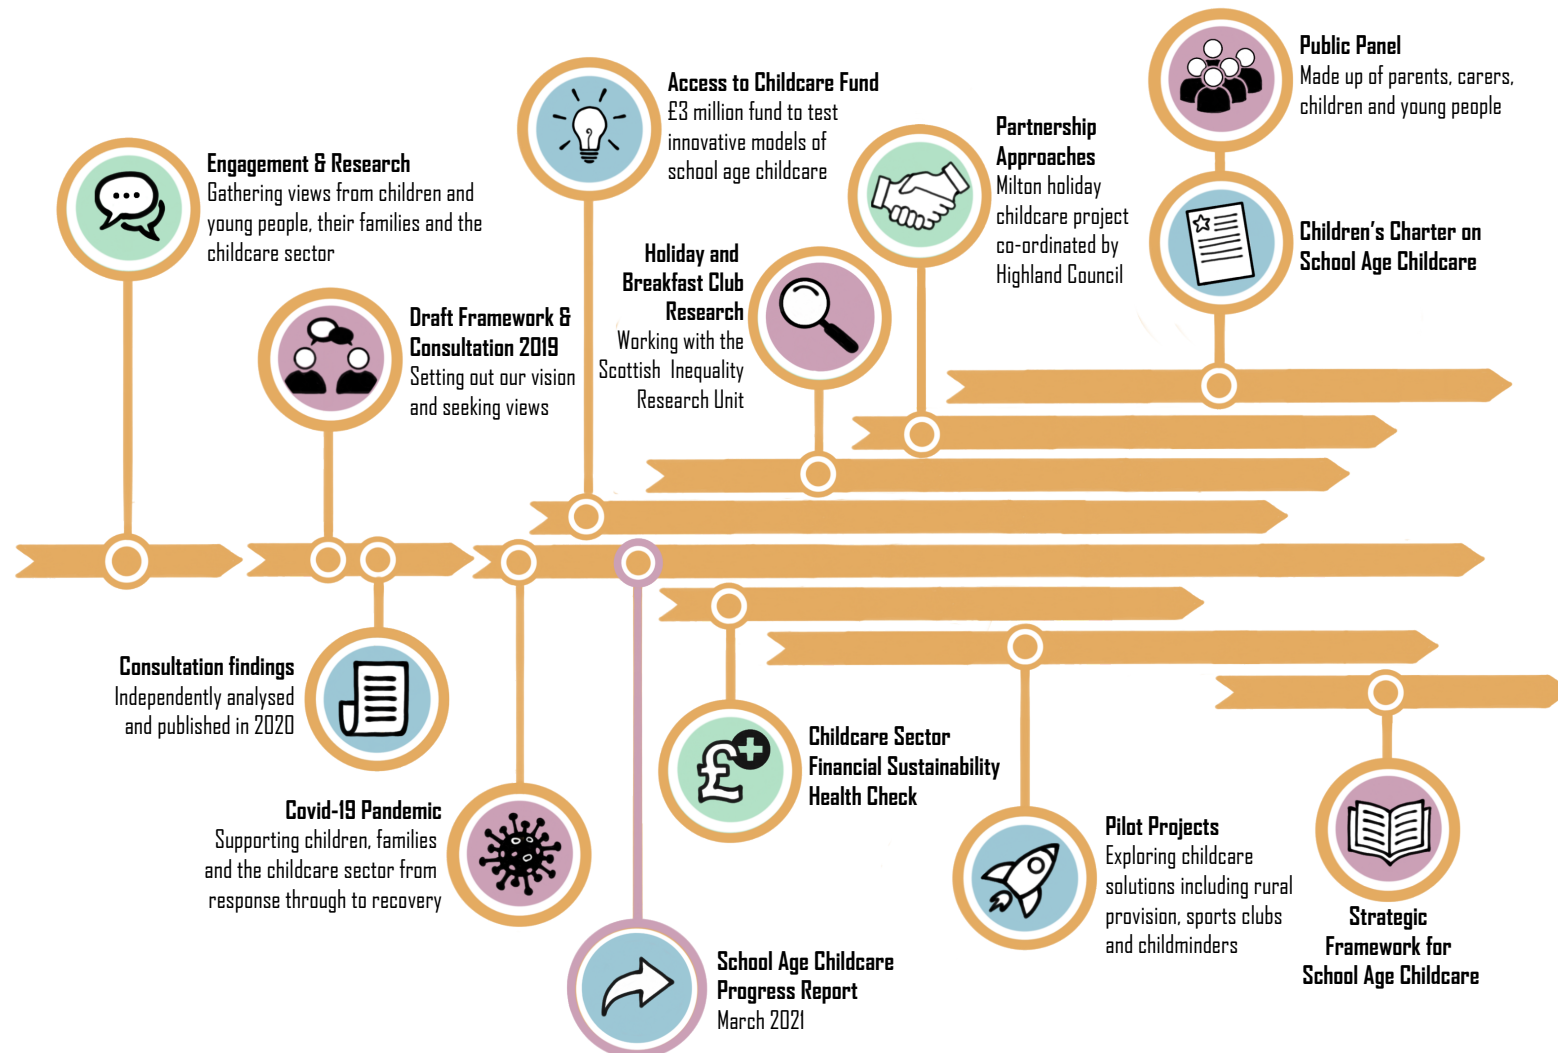 Engagement & Research
Gathering views from children and
young people, their families and the
childcare sector
Draft Framework &
Consultation 2019
Setting out our vision
and seeking views
Access to Childcare Fund
£3 million fund to test
innovative models of
school age childcare
Holiday and
Breakfast Club
Research
Working with the
Scottish Inequality
Research Unit
Partnership
Approaches
Milton holiday
childcare project
co-ordinated by
Highland Council
Public Panel
Made up of parents, carers,
children and young people
Children's Charter on
School Age Childcare
Consultation findings
Independently analysed
and published in 2020
Covid-19 Pandemic
Supporting children, families
and the childcare sector from
response through to recovery
School Age Childcare
Progress Report
March 2021
£
Childcare Sector
Financial Sustainability
Health Check
Pilot Projects
Exploring childcare
solutions including rural
provision, sports clubs
and childminders
Strategic
Framework for
School Age Childcare